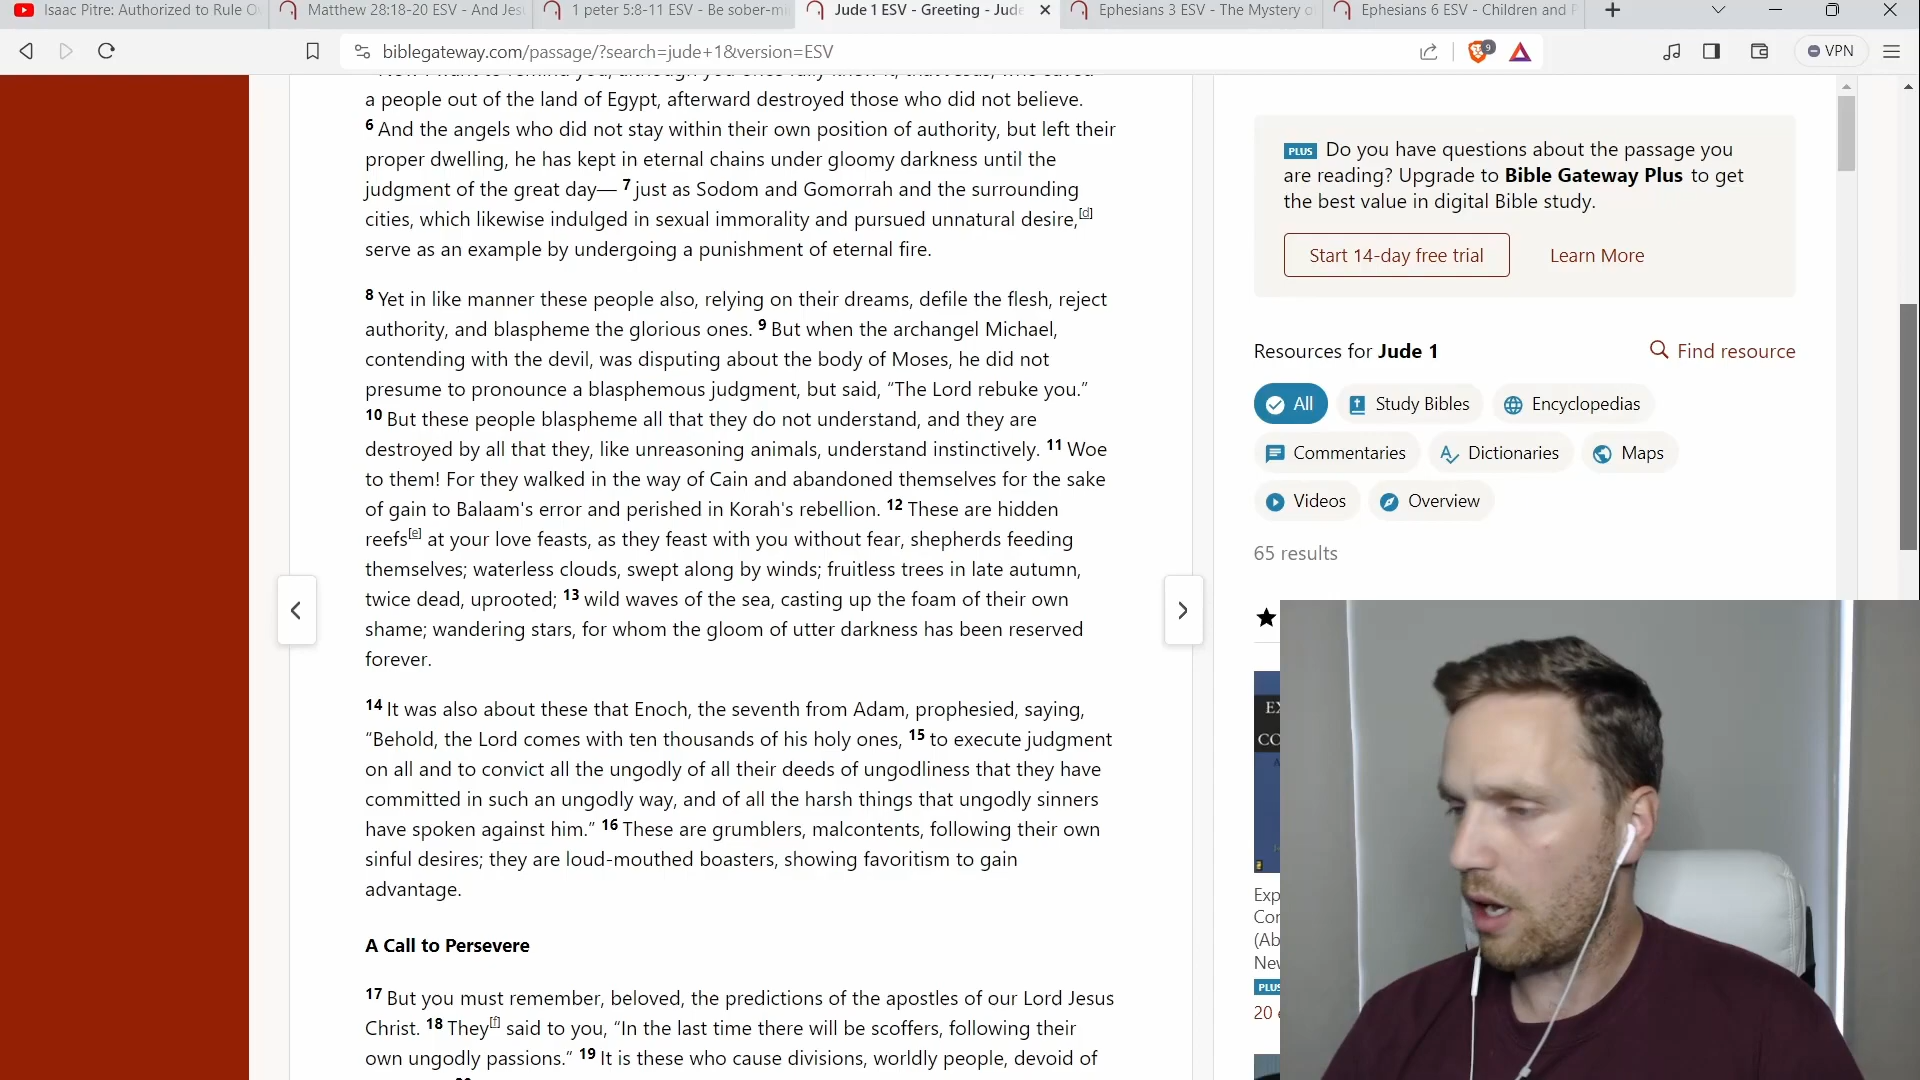 Isaac Pitre: Authorized to Rule O
Matthew 28:18-20 ESV - And Jesu
1 peter 5:8-11 ESV - Be sober-mi
Jude 1 ESV - Greeting - Jude
Ephesians 3 ESV - The Mystery o
Ephesians 6 ESV - Children and P
biblegateway.com/passage/?search=jude+1&version=ESV
9
VPN
a people out of the land of Egypt, afterward destroyed those who did not believe.
6 And the angels who did not stay within their own position of authority, but left their
proper dwelling, he has kept in eternal chains under gloomy darkness until the
judgment of the great day— 7 just as Sodom and Gomorrah and the surrounding
cities, which likewise indulged in sexual immorality and pursued unnatural desire,[d]
serve as an example by undergoing a punishment of eternal fire.
8 Yet in like manner these people also, relying on their dreams, defile the flesh, reject
authority, and blaspheme the glorious ones. 9 But when the archangel Michael,
contending with the devil, was disputing about the body of Moses, he did not
presume to pronounce a blasphemous judgment, but said, “The Lord rebuke you.”
10 But these people blaspheme all that they do not understand, and they are
destroyed by all that they, like unreasoning animals, understand instinctively. 11 Woe
to them! For they walked in the way of Cain and abandoned themselves for the sake
of gain to Balaam's error and perished in Korah's rebellion. 12 These are hidden
reefs[e] at your love feasts, as they feast with you without fear, shepherds feeding
themselves; waterless clouds, swept along by winds; fruitless trees in late autumn,
twice dead, uprooted; 13 wild waves of the sea, casting up the foam of their own
shame; wandering stars, for whom the gloom of utter darkness has been reserved
forever.
14 It was also about these that Enoch, the seventh from Adam, prophesied, saying,
“Behold, the Lord comes with ten thousands of his holy ones, 15 to execute judgment
on all and to convict all the ungodly of all their deeds of ungodliness that they have
committed in such an ungodly way, and of all the harsh things that ungodly sinners
have spoken against him.” 16 These are grumblers, malcontents, following their own
sinful desires; they are loud-mouthed boasters, showing favoritism to gain
advantage.
A Call to Persevere
17 But you must remember, beloved, the predictions of the apostles of our Lord Jesus
Christ. 18 They[f] said to you, “In the last time there will be scoffers, following their
own ungodly passions.” 19 It is these who cause divisions, worldly people, devoid of
PLUS Do you have questions about the passage you
are reading? Upgrade to Bible Gateway Plus to get
the best value in digital Bible study.
Start 14-day free trial
Learn More
Resources for Jude 1
Find resource
All
Study Bibles
Encyclopedias
Commentaries
Dictionaries
Maps
Videos
Overview
65 results
EX
CO
Exp
Cor
(Ab
New
PLUS
20